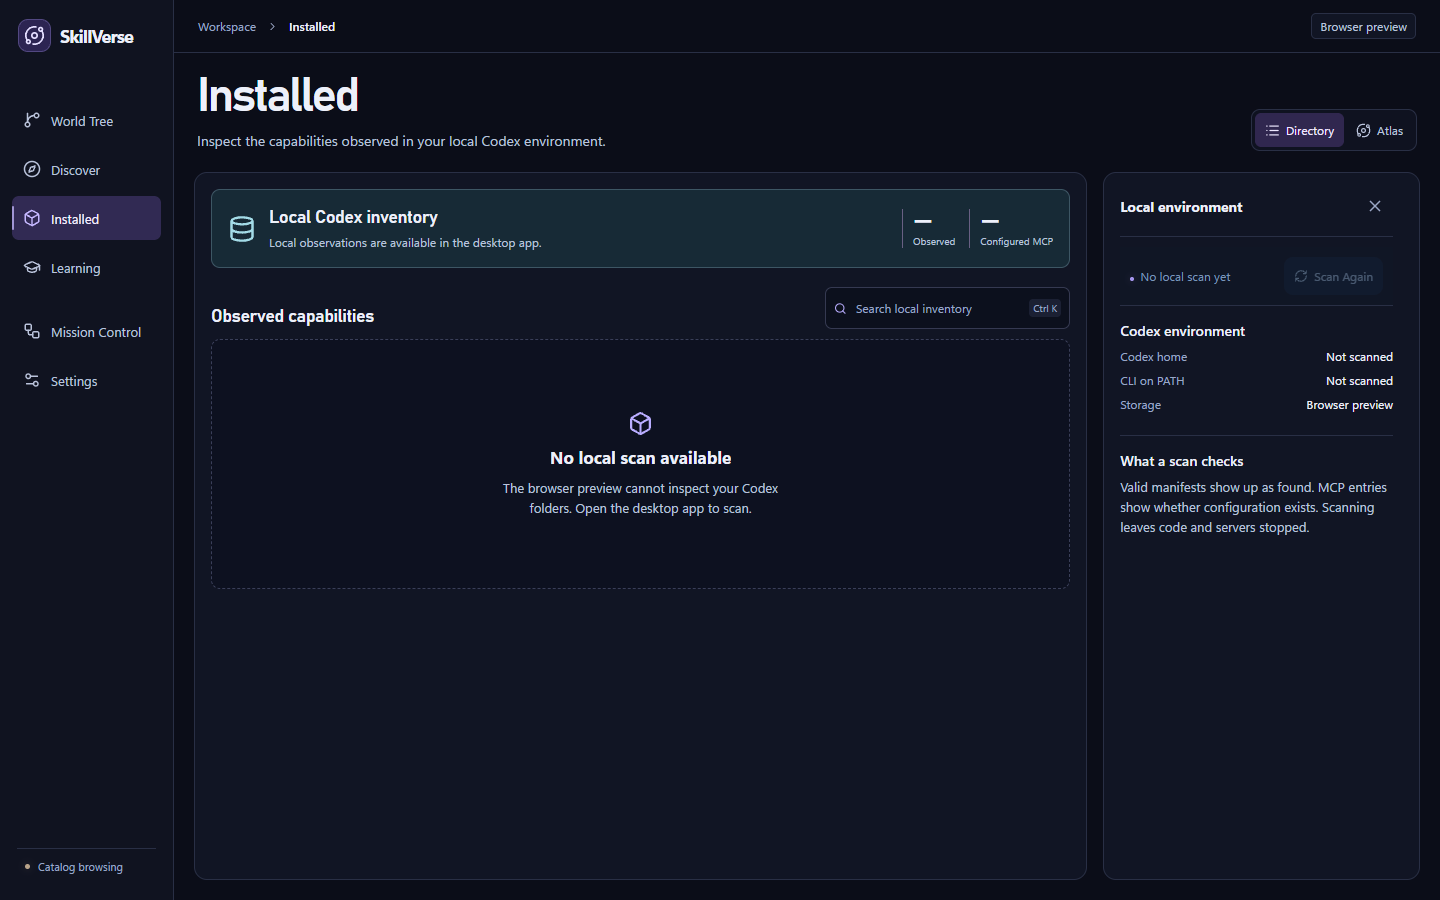 SkillVerse
World Tree
Discover
Installed
Learning
Mission Control
Settings
Catalog browsing
Workspace > Installed
Browser preview
Installed
Inspect the capabilities observed in your local Codex environment.
Directory
Atlas
Local Codex inventory
Local observations are available in the desktop app.
—
Observed
—
Configured MCP
Observed capabilities
Search local inventory
Ctrl K
No local scan available
The browser preview cannot inspect your Codex
folders. Open the desktop app to scan.
Local environment
No local scan yet
Scan Again
Codex environment
Codex home Not scanned
CLI on PATH Not scanned
Storage Browser preview
What a scan checks
Valid manifests show up as found. MCP entries
show whether configuration exists. Scanning
leaves code and servers stopped.